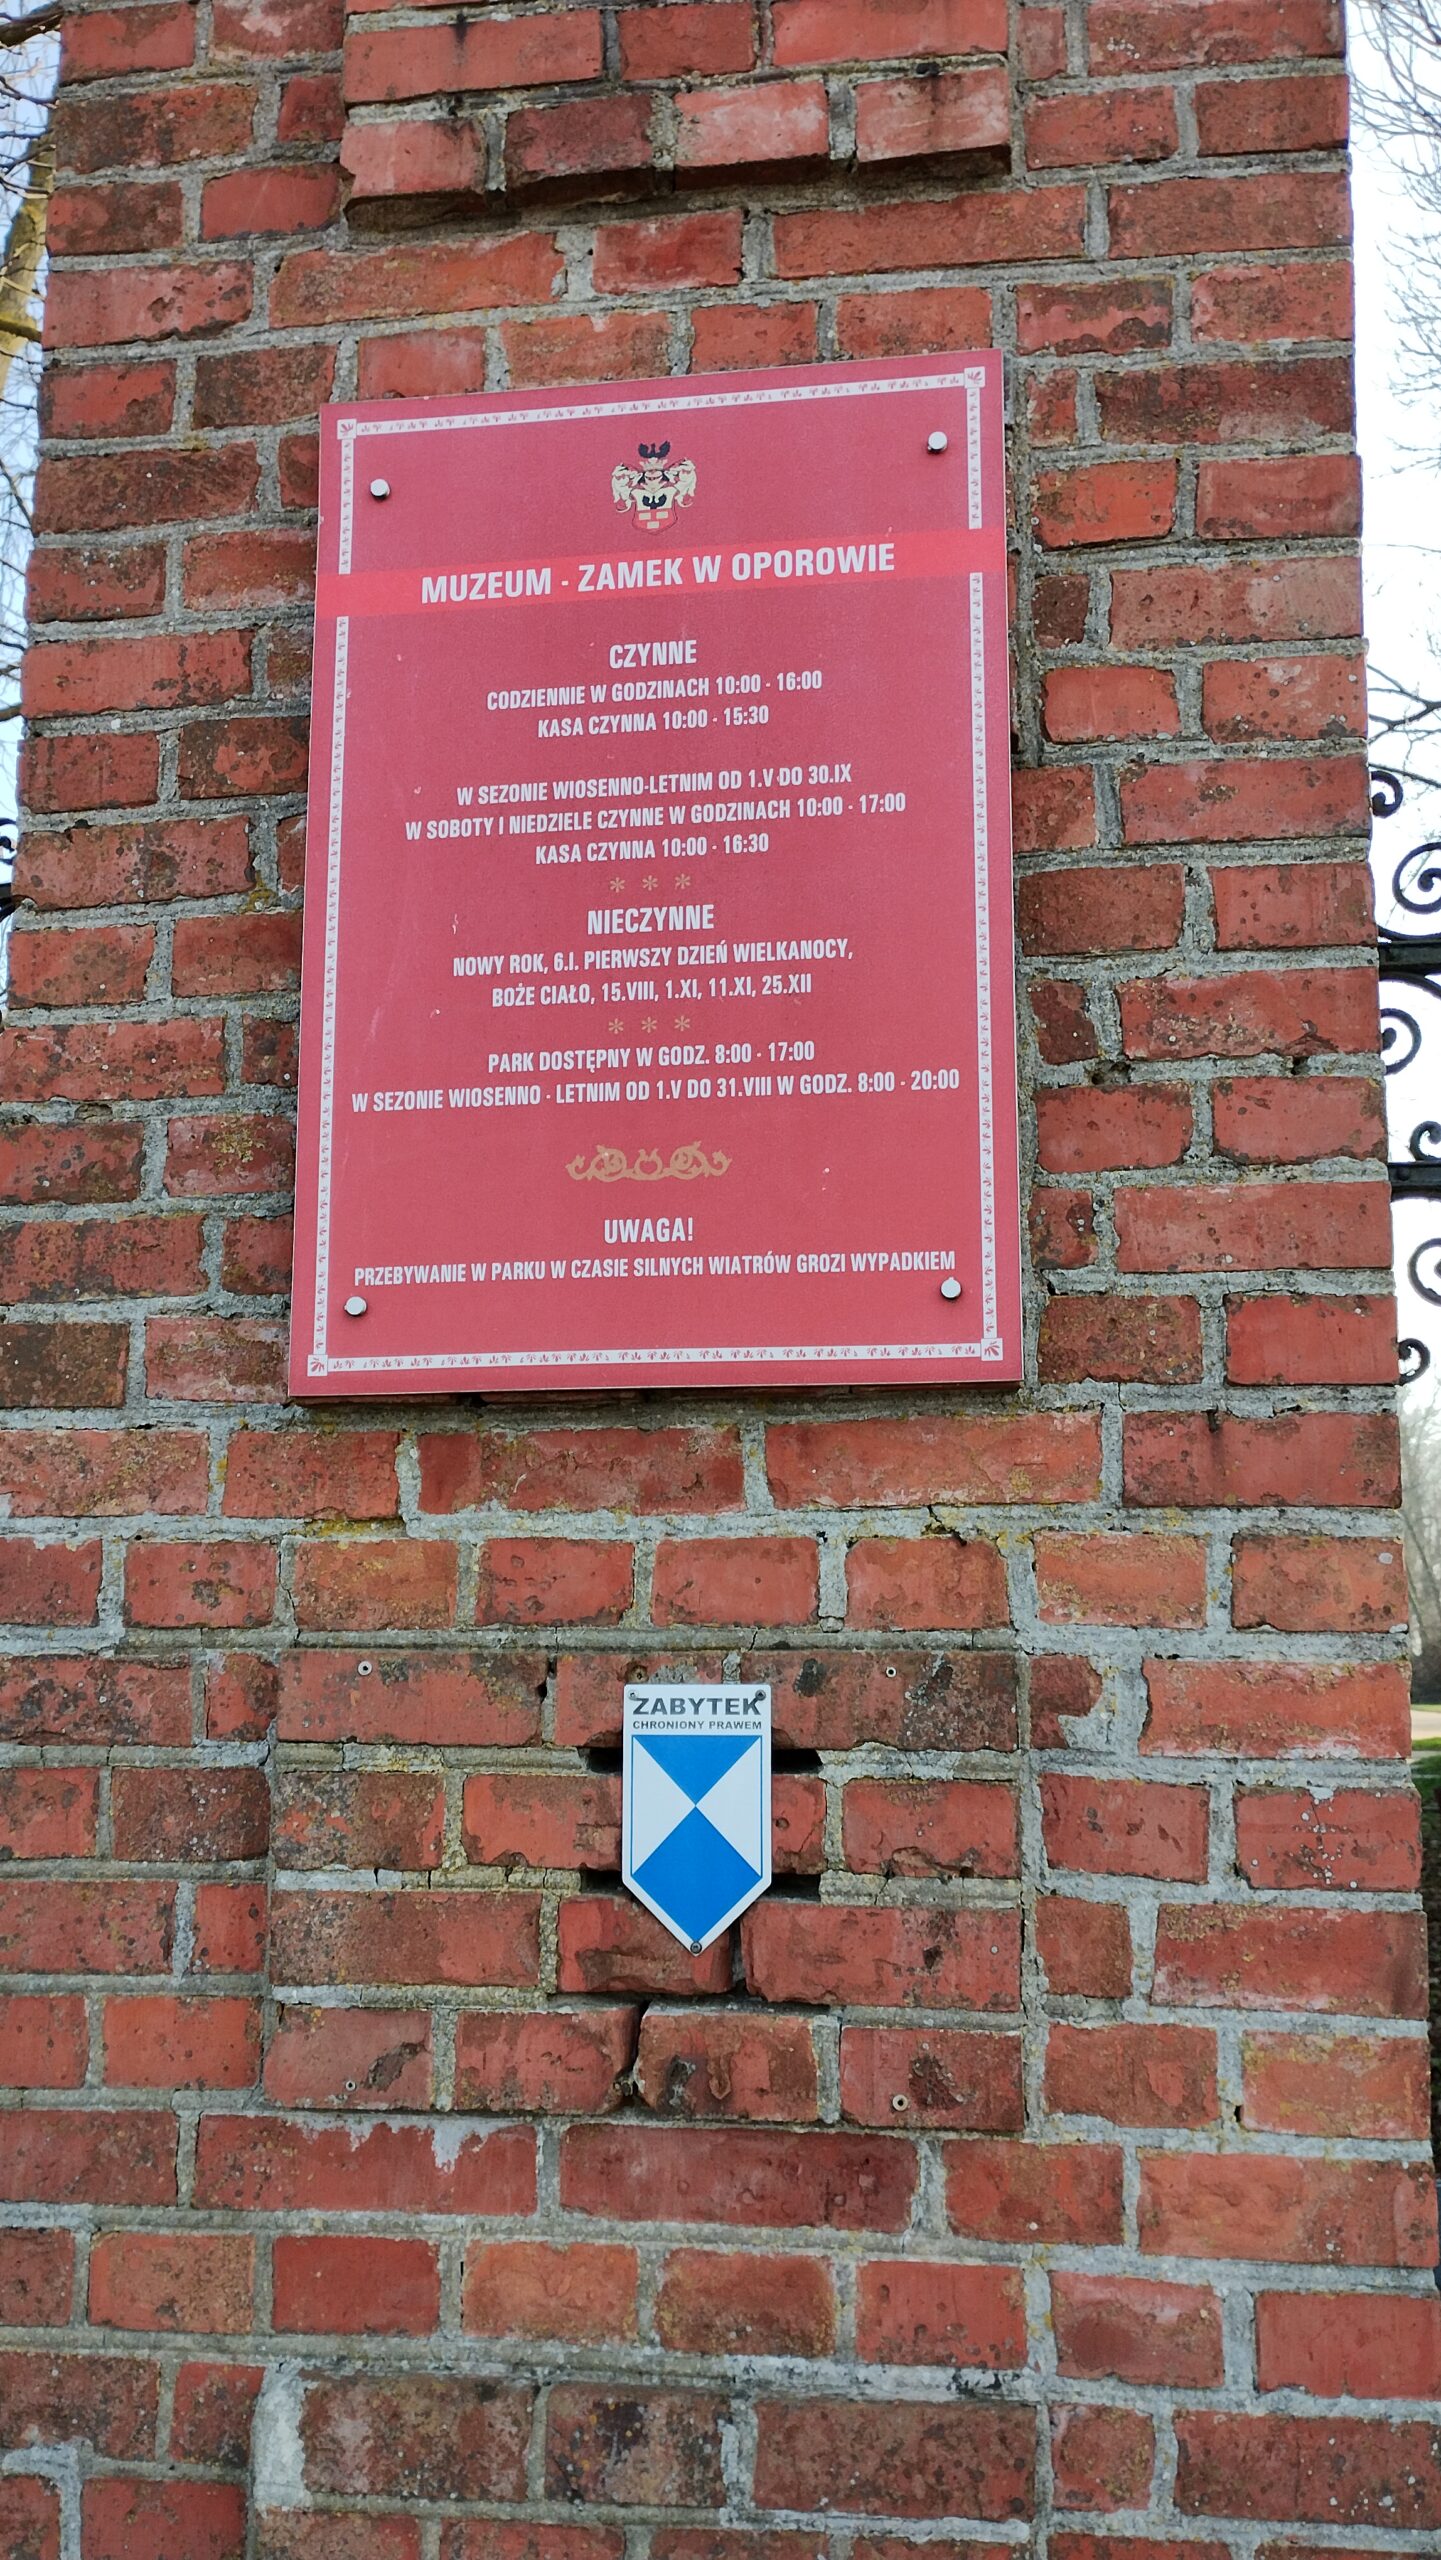 MUZEUM - ZAMEK W OPOROWIE
CZYNNE
CODZIENNIE W GODZINACH 10:00 - 16:00
KASA CZYNNA 10:00 - 15:30
W SEZONIE WIOSENNO-LETNIM OD 1.V DO 30.IX
W SOBOTY I NIEDZIELE CZYNNE W GODZINACH 10:00 - 17:00
KASA CZYNNA 10:00 - 16:30
* * *
NIECZYNNE
NOWY ROK, 6.I. PIERWSZY DZIEŃ WIELKANOCY,
BOŻE CIAŁO, 15.VIII, 1.XI, 11.XI, 25.XII
* * *
PARK DOSTĘPNY W GODZ. 8:00 - 17:00
W SEZONIE WIOSENNO - LETNIM OD 1.V DO 31.VIII W GODZ. 8:00 - 20:00
UWAGA!
PRZEBYWANIE W PARKU W CZASIE SILNYCH WIATRÓW GROZI WYPADKIEM
ZABYTEK
CHRONIONY PRAWEM